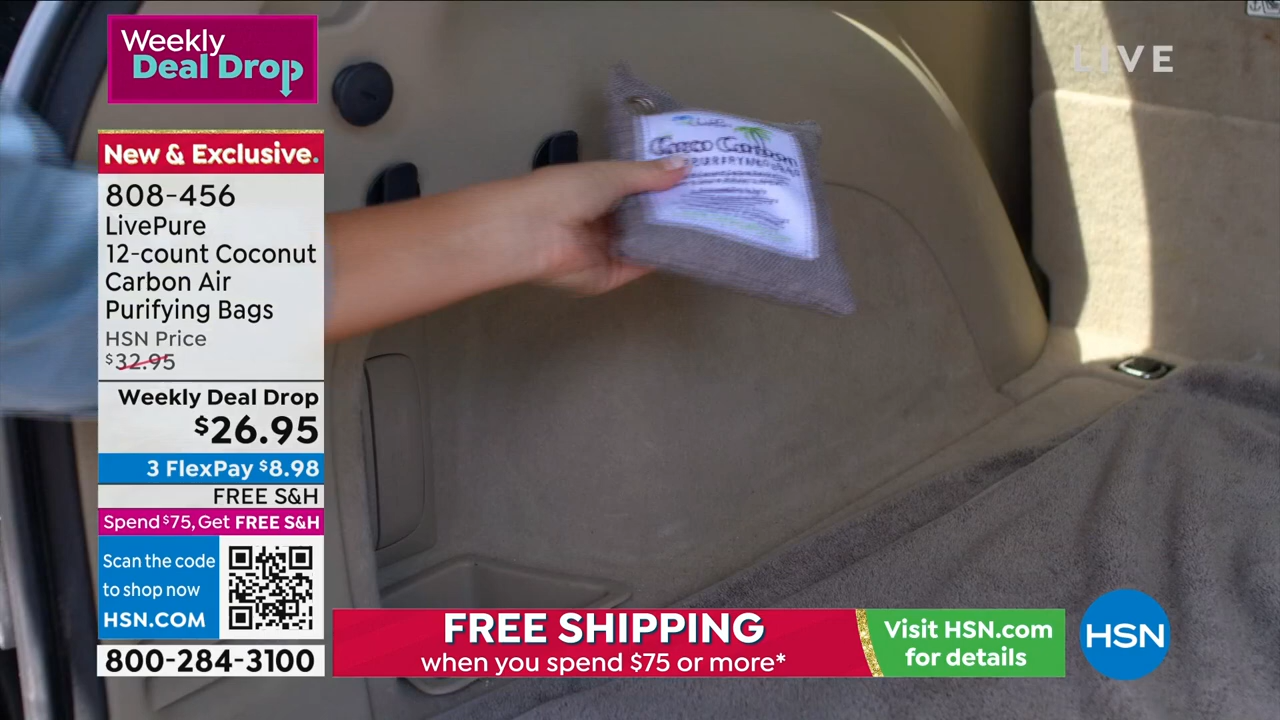 Weekly
Deal Drop
LIVE
New & Exclusive.
808-456
LivePure
12-count Coconut
Carbon Air
Purifying Bags
HSN Price
$32.95
Weekly Deal Drop
$26.95
3 FlexPay $8.98
FREE S&H
Spend $75, Get FREE S&H
Scan the code
to shop now
HSN.COM
800-284-3100
FREE SHIPPING
when you spend $75 or more*
Visit HSN.com
for details
HSN